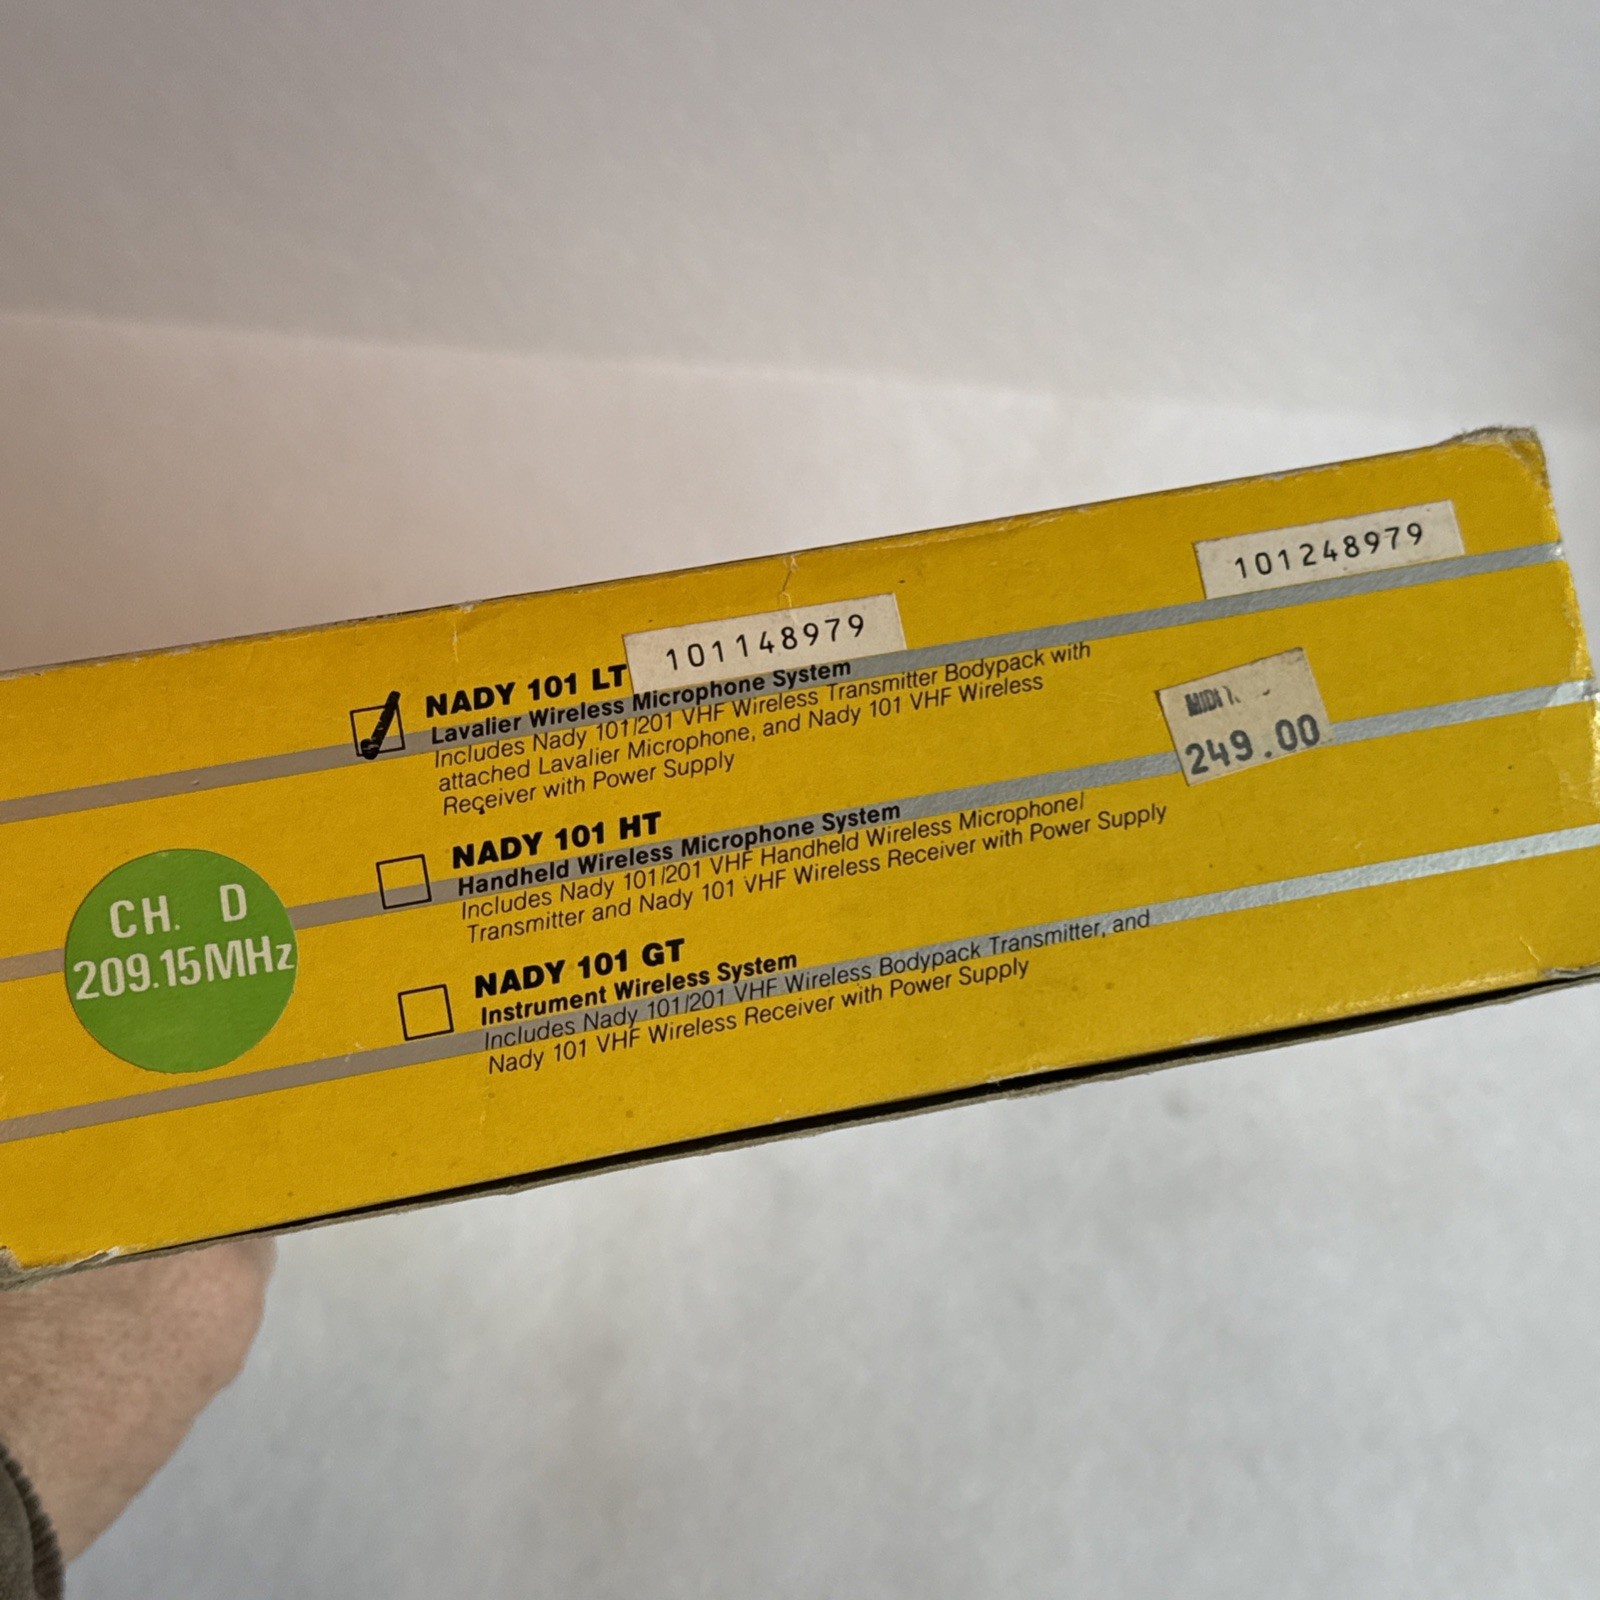 101248979
101148979
NADY 101 LT
Lavalier Wireless Microphone System
Includes Nady 101/201 VHF Wireless Transmitter Bodypack with
attached Lavalier Microphone, and Nady 101 VHF Wireless
Receiver with Power Supply
MIDI
249.00
NADY 101 HT
Handheld Wireless Microphone System
Includes Nady 101/201 VHF Handheld Wireless Microphone/
Transmitter and Nady 101 VHF Wireless Receiver with Power Supply
CH. D
209.15MHz
NADY 101 GT
Instrument Wireless System
Includes Nady 101/201 VHF Wireless Bodypack Transmitter, and
Nady 101 VHF Wireless Receiver with Power Supply